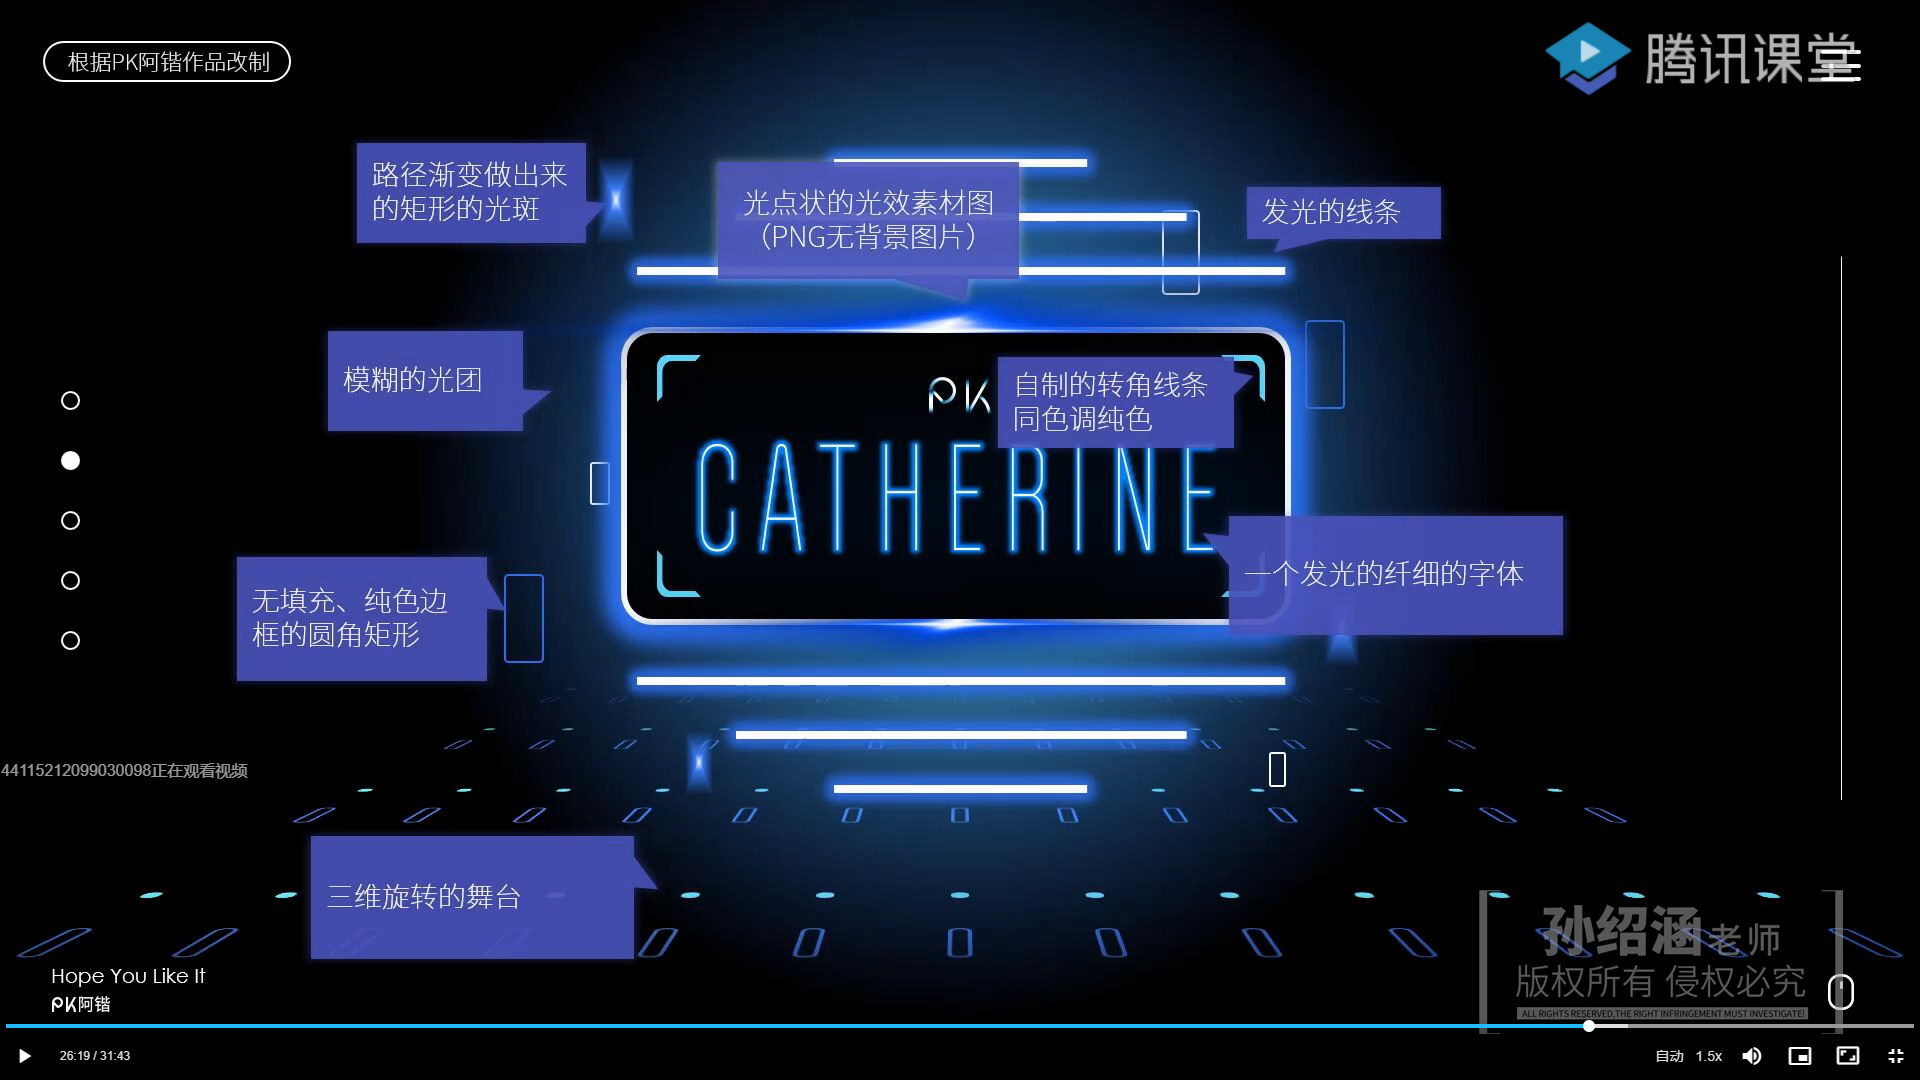 根据PK阿锴作品改制
腾讯课堂
路径渐变做出来
的矩形的光斑
光点状的光效素材图
（PNG无背景图片）
发光的线条
模糊的光团
PK
自制的转角线条
同色调纯色
CATHERINE
一个发光的纤细的字体
无填充、纯色边
框的圆角矩形
44115212099030098正在观看视频
三维旋转的舞台
孙绍涵老师
版权所有 侵权必究
ALL RIGHTS RESERVED,THE RIGHT INFRINGEMENT MUST INVESTIGATE!
Hope You Like It
PK阿锴
26:19 / 31:43
自动
1.5x